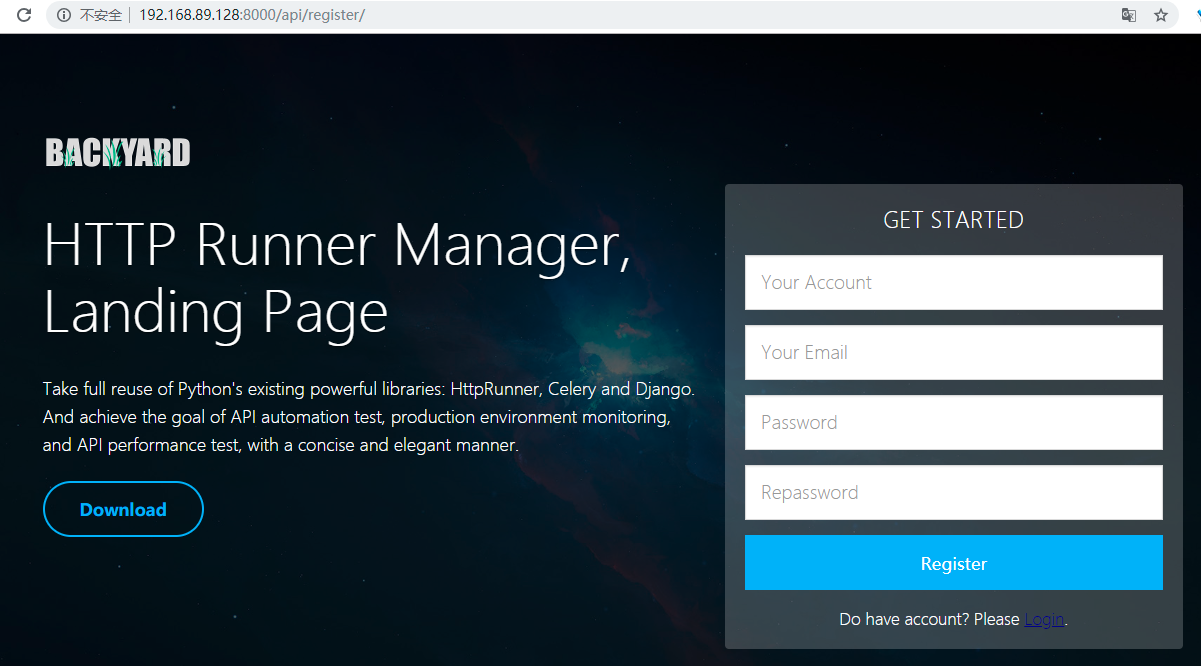 不安全 192.168.89.128:8000/api/register/
BACKYARD
HTTP Runner Manager,
Landing Page
Take full reuse of Python's existing powerful libraries: HttpRunner, Celery and Django.
And achieve the goal of API automation test, production environment monitoring,
and API performance test, with a concise and elegant manner.
Download
GET STARTED
Your Account
Your Email
Password
Repassword
Register
Do have account? Please Login.